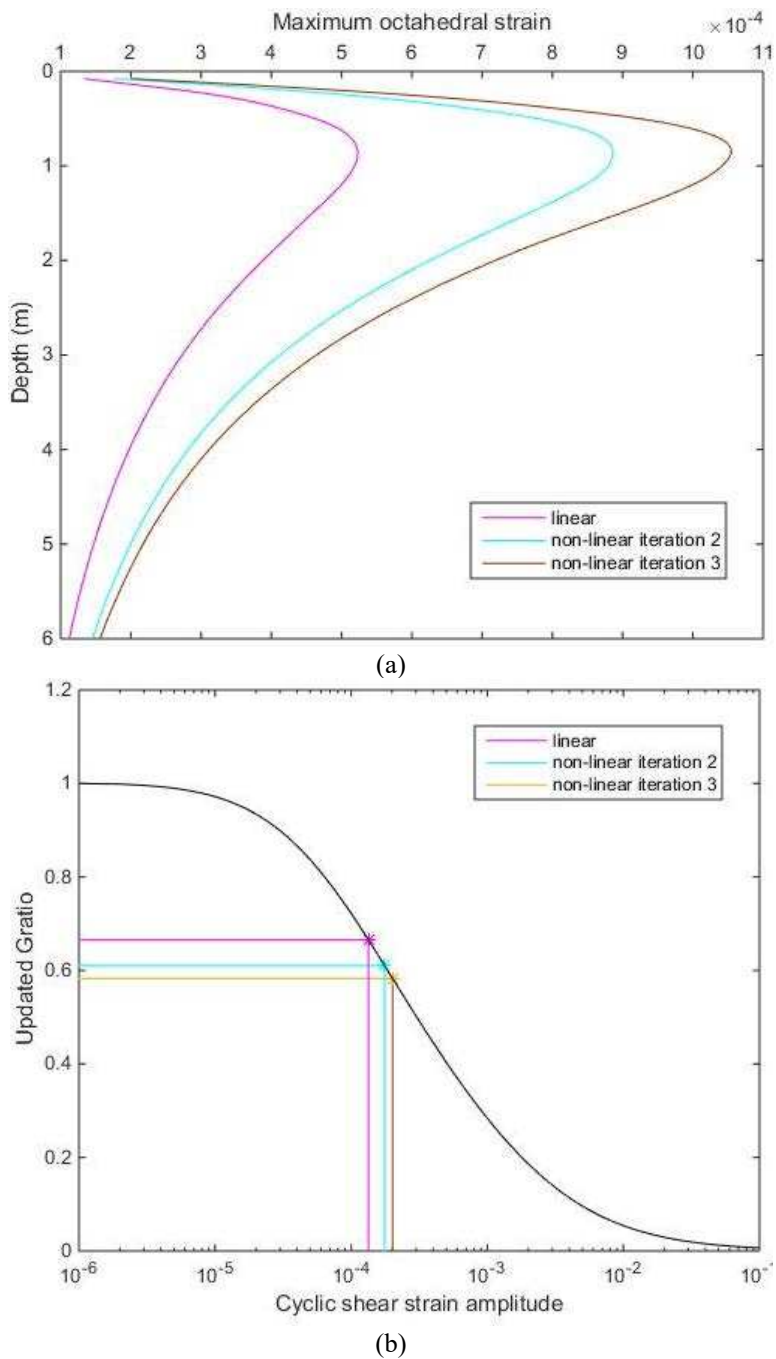 Maximum octahedral strain
×10⁻⁴
1 2 3 4 5 6 7 8 9 10 11
0
1
2
3
4
5
6
Depth (m)
linear
non-linear iteration 2
non-linear iteration 3
(a)
1.2
1
0.8
0.6
0.4
0.2
0
Updated Gratio
linear
non-linear iteration 2
non-linear iteration 3
10⁻⁶ 10⁻⁵ 10⁻⁴ 10⁻³ 10⁻² 10⁻¹
Cyclic shear strain amplitude
(b)